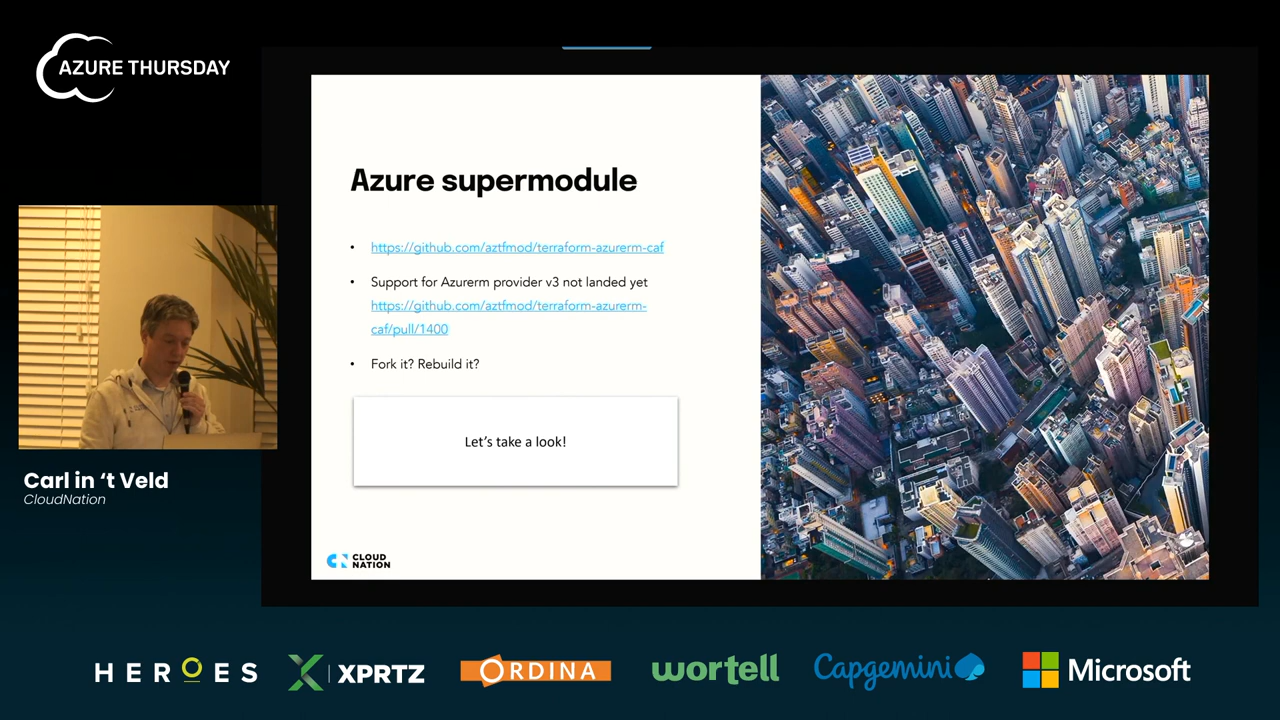 AZURE THURSDAY
Azure supermodule
• https://github.com/aztfmod/terraform-azurerm-caf
• Support for Azurerm provider v3 not landed yet
https://github.com/aztfmod/terraform-azurerm-
caf/pull/1400
• Fork it? Rebuild it?
Let's take a look!
CLOUD
NATION
Carl in ‘t Veld
CloudNation
HEROES
XPRTZ
ORDINA
wortell
Capgemini
Microsoft